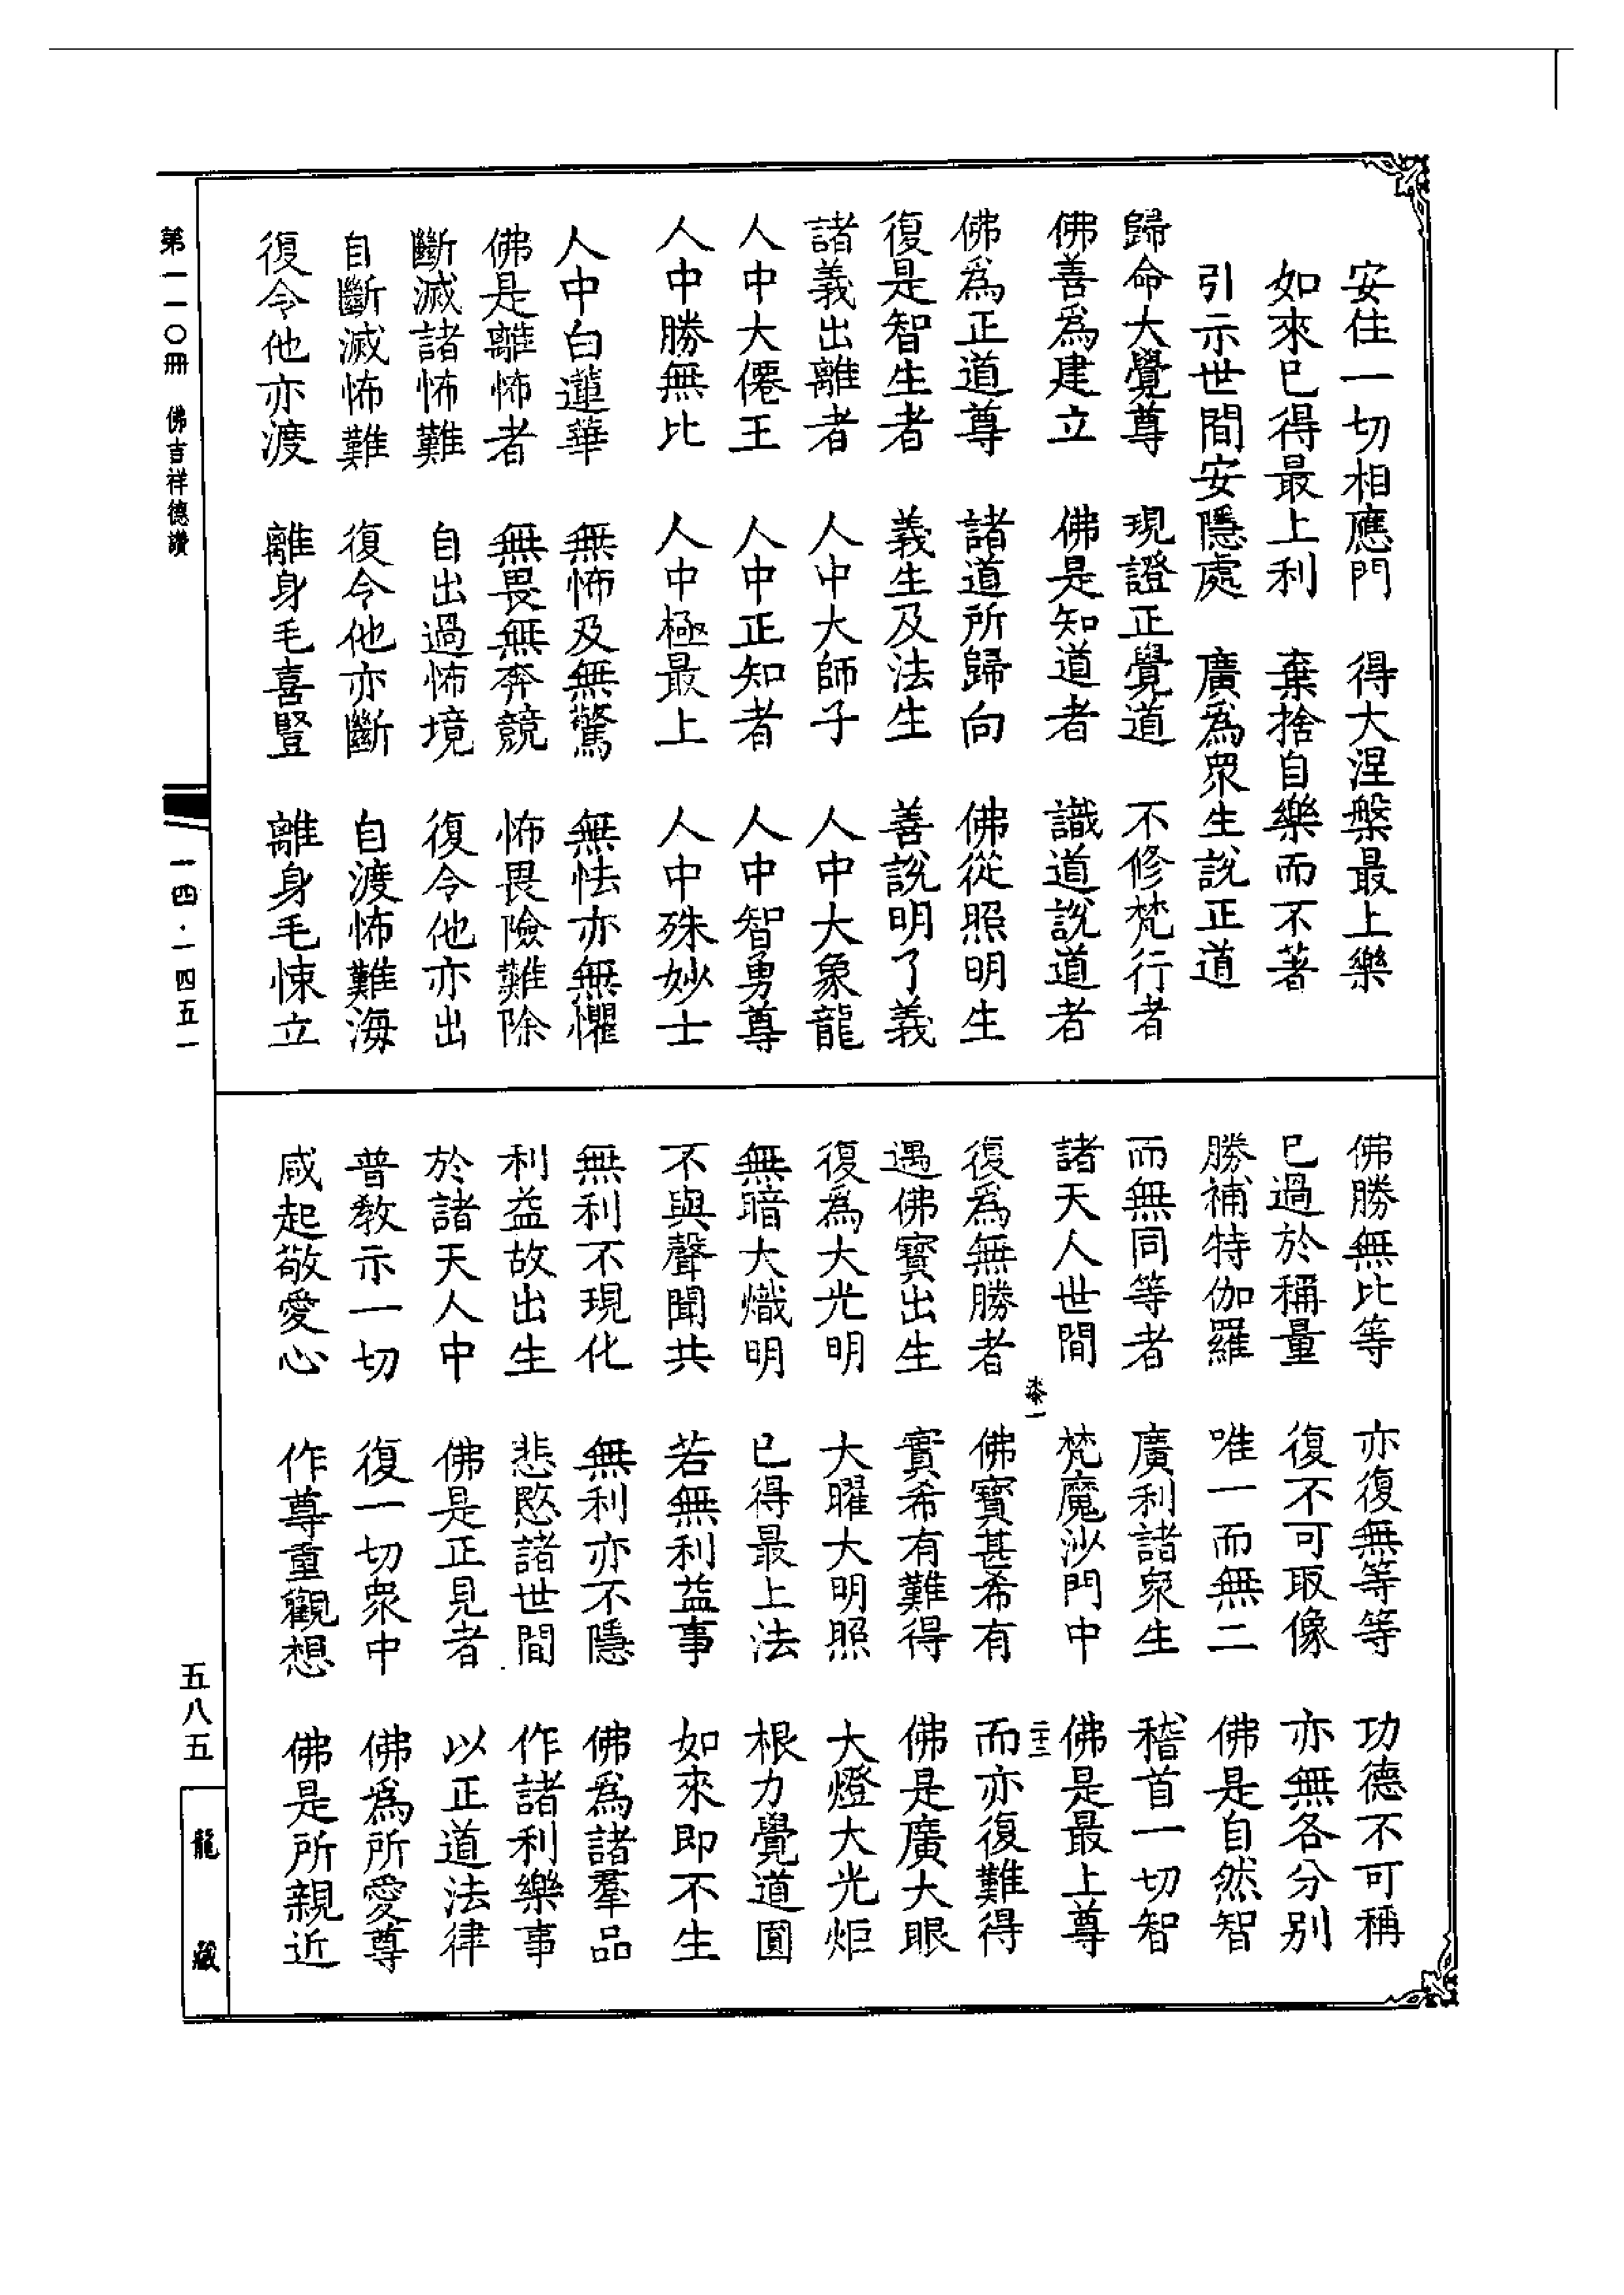 安住一切相應門　得大涅槃最上樂
如來已得最上利　棄捨自樂而不著
引示世間安隱處　廣爲衆生說正道
歸命大覺尊　現證正覺道　不修梵行者
佛善爲建立　佛是知道者　識道說道者
佛爲正道尊　諸道所歸向　佛從照明生
復是智生者　義生及法生　善說明了義
諸義出離者　人中大師子　人中大象龍
人中大僊王　人中正知者　人中智勇尊
人中勝無比　人中極最上　人中殊妙士
人中白蓮華　無怖及無驚　無怯亦無懼
佛是離怖者　無畏無奔競　怖畏險難除
斷滅諸怖難　自出過怖境　復令他亦出
自斷滅怖難　復令他亦斷　自渡怖難海
復令他亦渡　離身毛喜豎　離身毛悚立
佛勝無比等　亦復無等等　功德不可稱
已過於稱量　復不可取像　亦無各分別
勝補特伽羅　唯一而無二　佛是自然智
而無同等者　廣利諸衆生　稽首一切智
諸天人世間　梵魔沙門中　佛是最上尊
二十三
復爲無勝者　佛寶甚希有　而亦復難得
遇佛寶出生　實希有難得　佛是廣大眼
復爲大光明　大曜大明照　大燈大光炬
無暗大熾明　已得最上法　根力覺道圓
不與聲聞共　若無利益事　如來即不生
無利不現化　無利亦不隱　佛爲諸羣品
利益故出生　悲愍諸世間　作諸利樂事
於諸天人中　佛是正見者　以正道法律
普教示一切　復一切衆中　佛爲所愛尊
咸起敬愛心　作尊重觀想　佛是所親近
第一一〇冊　佛吉祥德讚
一四·一四五一
五八五
龍藏